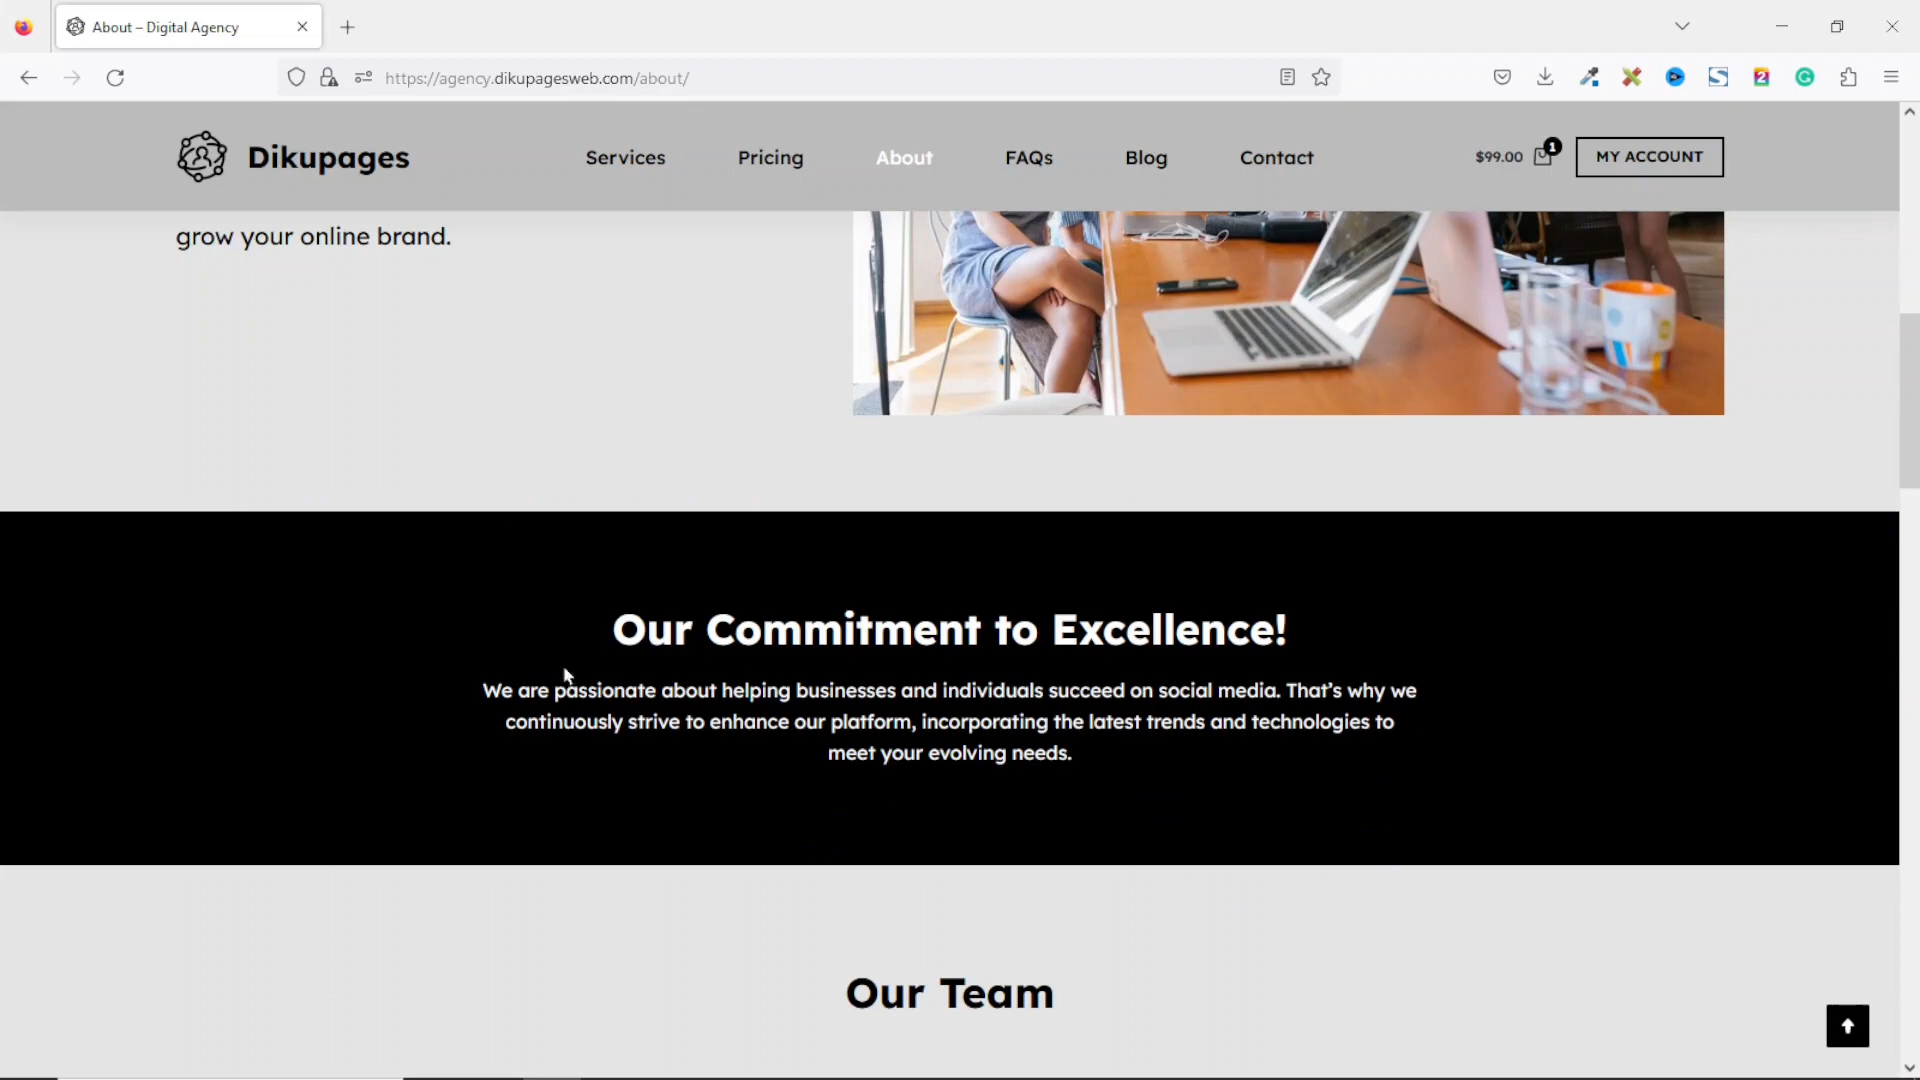 About – Digital Agency
https://agency.dikupagesweb.com/about/
Dikupages
Services
Pricing
About
FAQs
Blog
Contact
$99.00
1
MY ACCOUNT
grow your online brand.
Our Commitment to Excellence!
We are passionate about helping businesses and individuals succeed on social media. That’s why we
continuously strive to enhance our platform, incorporating the latest trends and technologies to
meet your evolving needs.
Our Team